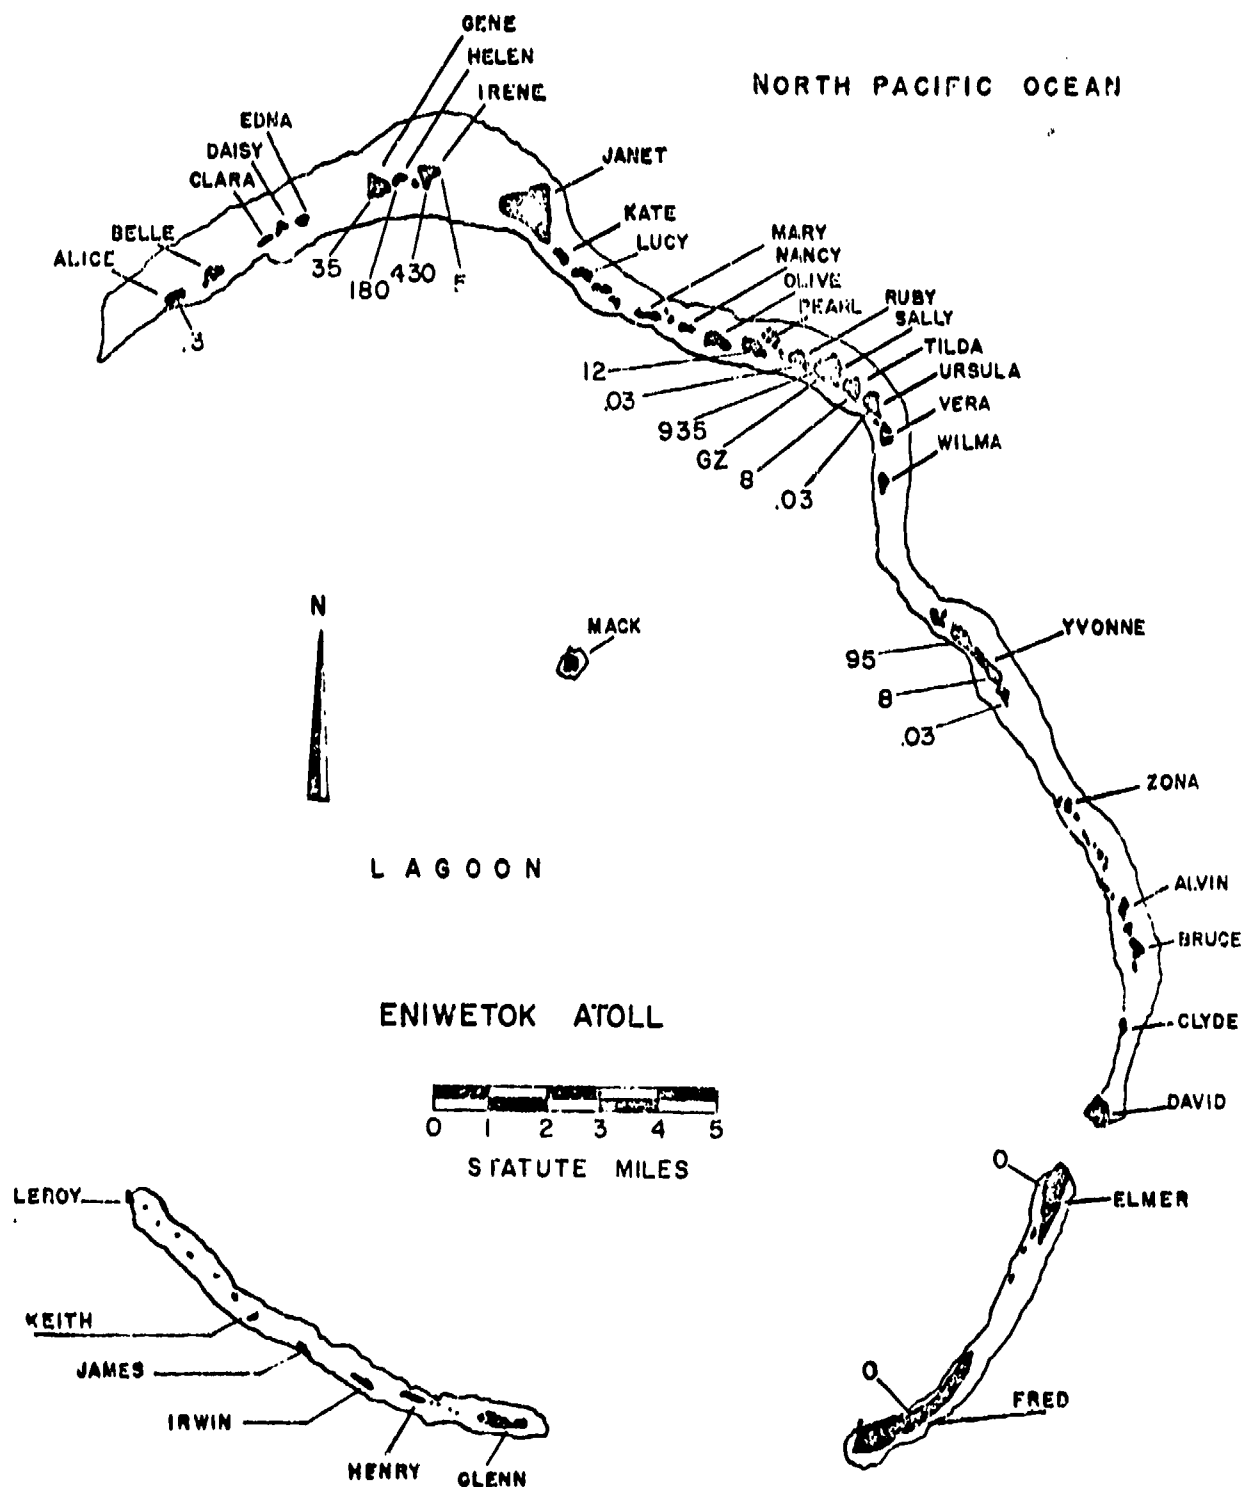 GENE
HELEN
IRENE
NORTH PACIFIC OCEAN
EDNA
DAISY
CLARA
BELLE
ALICE
JANET
KATE
LUCY
MARY
NANCY
OLIVE
PEARL
RUBY
SALLY
TILDA
URSULA
VERA
WILMA
35
180
430
.3
12
.03
935
GZ
8
.03
N
MACK
YVONNE
95
8
.03
ZONA
LAGOON
ALVIN
BRUCE
ENIWETOK ATOLL
CLYDE
DAVID
0 1 2 3 4 5
STATUTE MILES
LEROY
0
ELMER
KEITH
JAMES
IRWIN
HENRY
GLENN
0
FRED